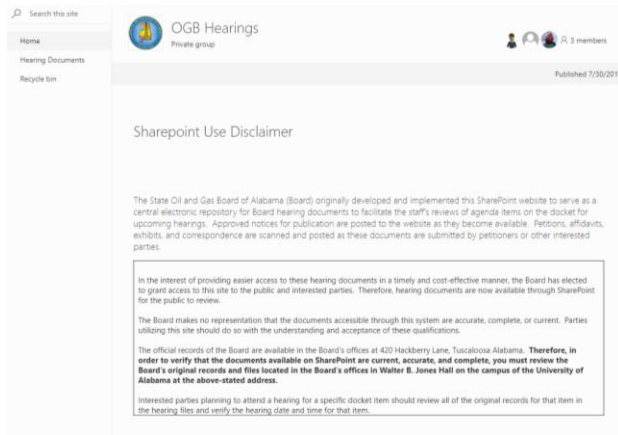 Search this site
Home
Hearing Documents
Recycle bin
OGB Hearings
Private group
3 members
Published 7/30/201
Sharepoint Use Disclaimer
The State Oil and Gas Board of Alabama (Board) originally developed and implemented this SharePoint website to serve as a
central electronic repository for Board hearing documents to facilitate the staff's reviews of agenda items on the docket for
upcoming hearings. Approved notices for publication are posted to the website as they become available. Petitions, affidavits,
exhibits, and correspondence are scanned and posted as these documents are submitted by petitioners or other interested
parties.
In the interest of providing easier access to these hearing documents in a timely and cost-effective manner, the Board has elected
to grant access to this site to the public and interested parties. Therefore, hearing documents are now available through SharePoint
for the public to review.
The Board makes no representation that the documents accessible through this system are accurate, complete, or current. Parties
utilizing this site should do so with the understanding and acceptance of these qualifications.
The official records of the Board are available in the Board's offices at 420 Hackberry Lane, Tuscaloosa Alabama. Therefore, in
order to verify that the documents available on SharePoint are current, accurate, and complete, you must review the
Board's original records and files located in the Board's offices in Walter B. Jones Hall on the campus of the University of
Alabama at the above-stated address.
Interested parties planning to attend a hearing for a specific docket item should review all of the original records for that item in
the hearing files and verify the hearing date and time for that item.